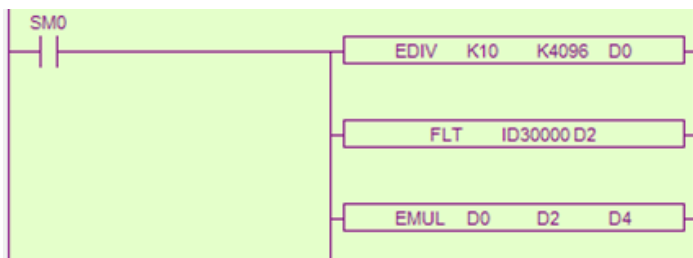 SM0
EDIV K10 K4096 D0
FLT ID30000 D2
EMUL D0 D2 D4